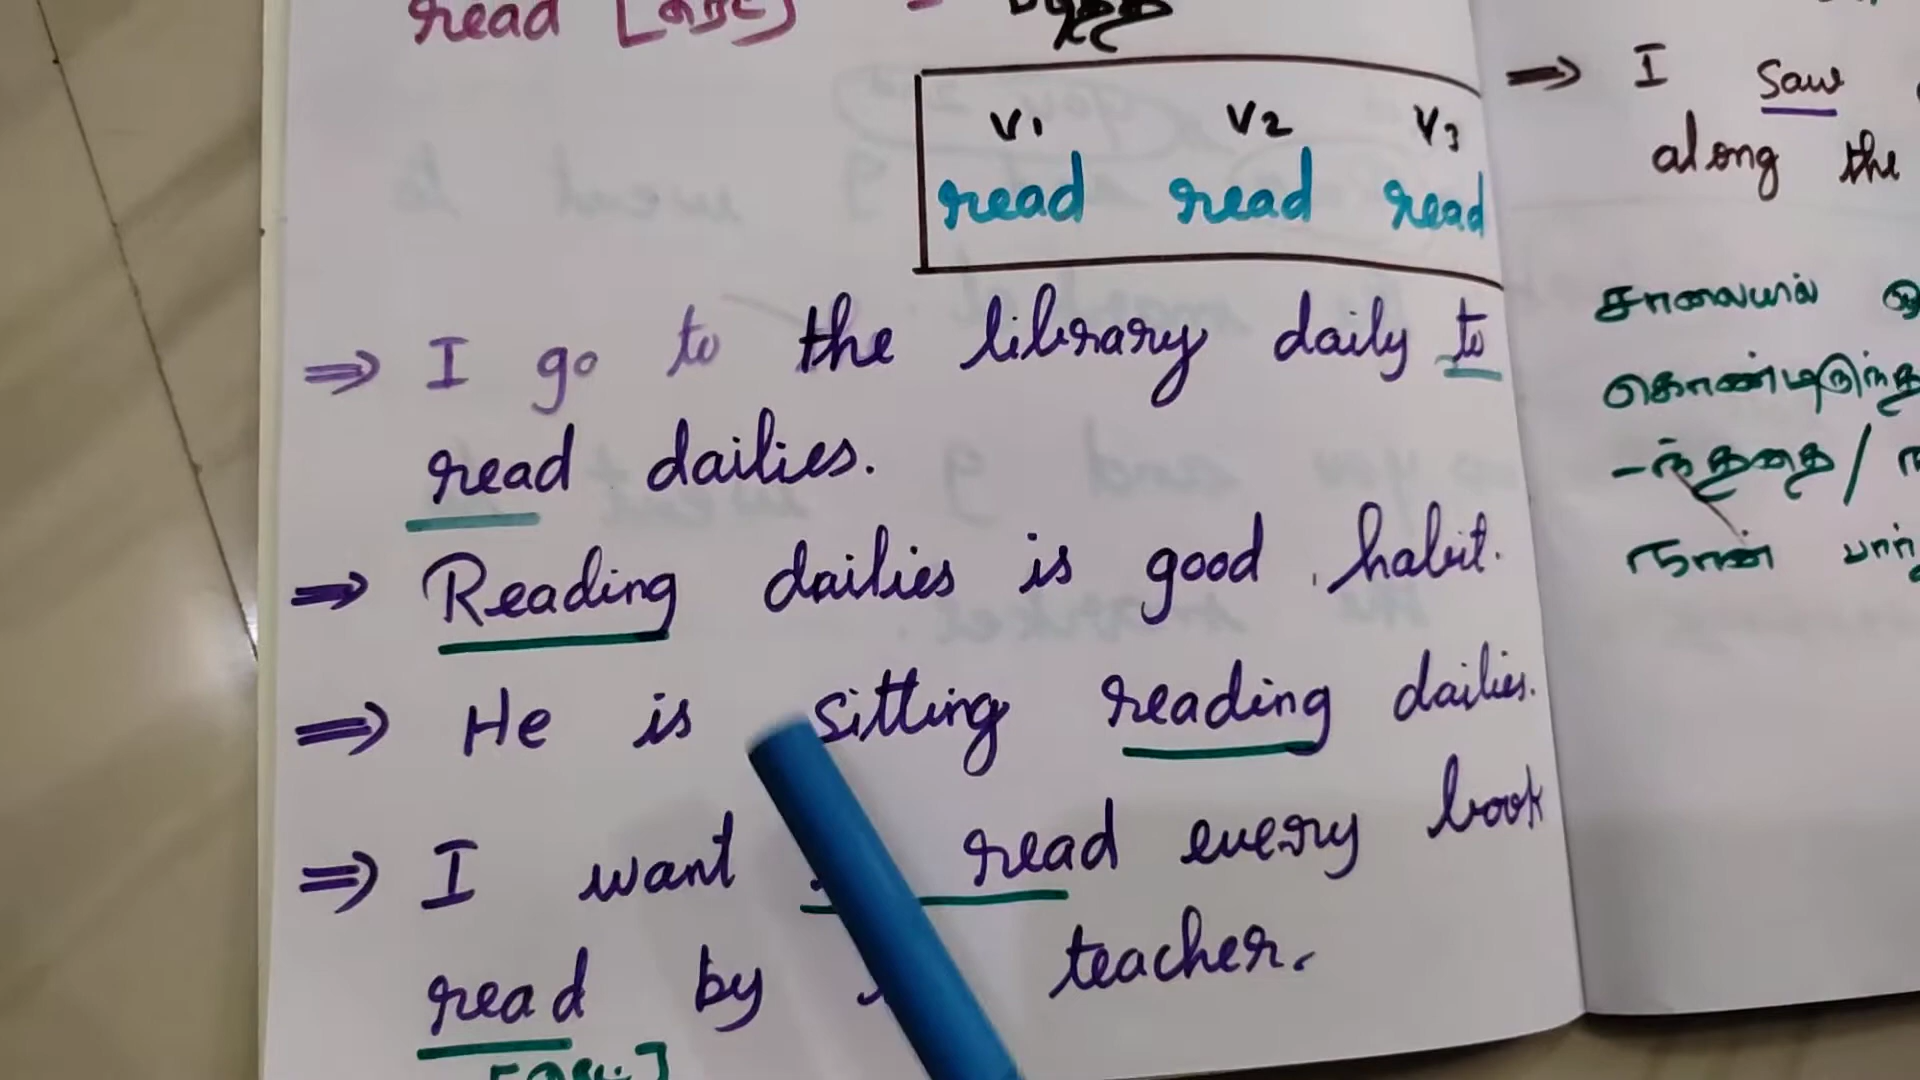 read
V1 V2 V3
read read read
⇒ I go to the library daily to
read dailies.
⇒ Reading dailies is good habit.
⇒ He is sitting reading dailies.
⇒ I want read every book
read by teacher.
⇒ I saw
along the
சாலையில்
கொண்டிருந்த
-ந்ததை /
நான் பார்